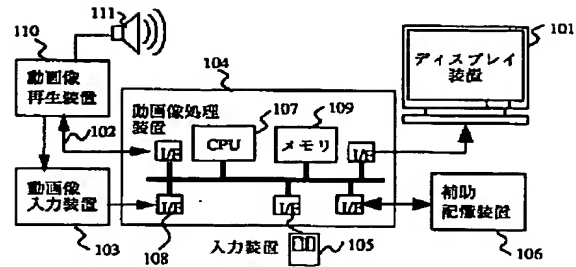 110
111
動画像
再生装置
102
104
101
ディスプレイ
装置
動画像処理
装置
107
CPU
109
メモリ
I/F
I/F
動画像
入力装置
103
I/F
108
I/F
入力装置
105
I/F
補助
記憶装置
106